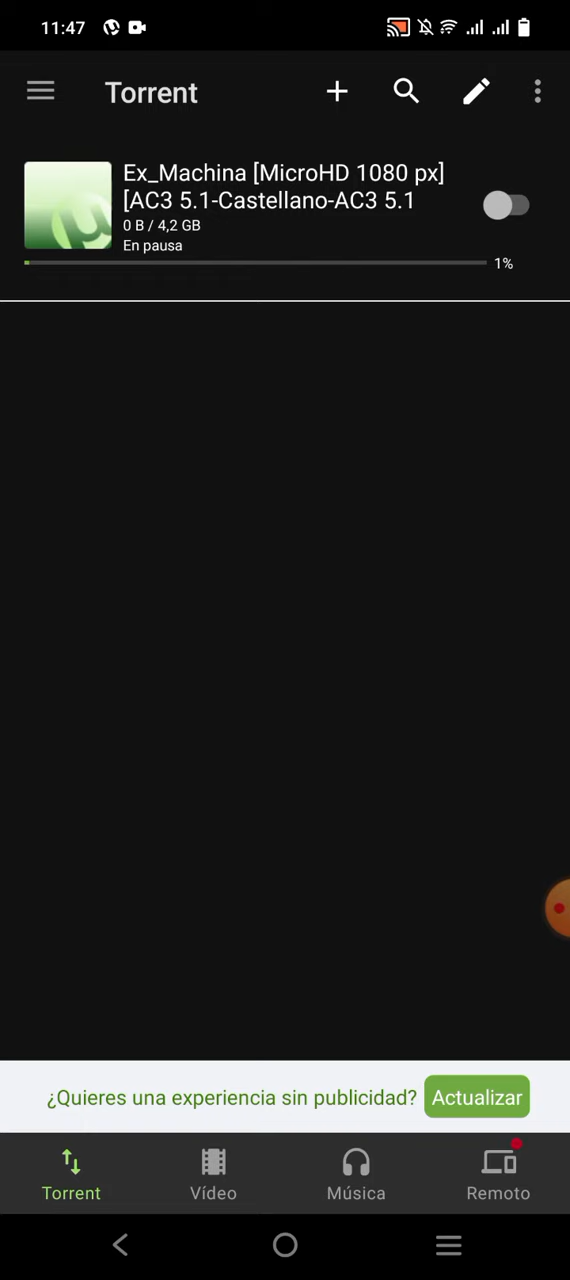 11:47
Torrent
Ex_Machina [MicroHD 1080 px]
[AC3 5.1-Castellano-AC3 5.1
0 B / 4,2 GB
En pausa
1%
¿Quieres una experiencia sin publicidad?
Actualizar
Torrent
Vídeo
Música
Remoto